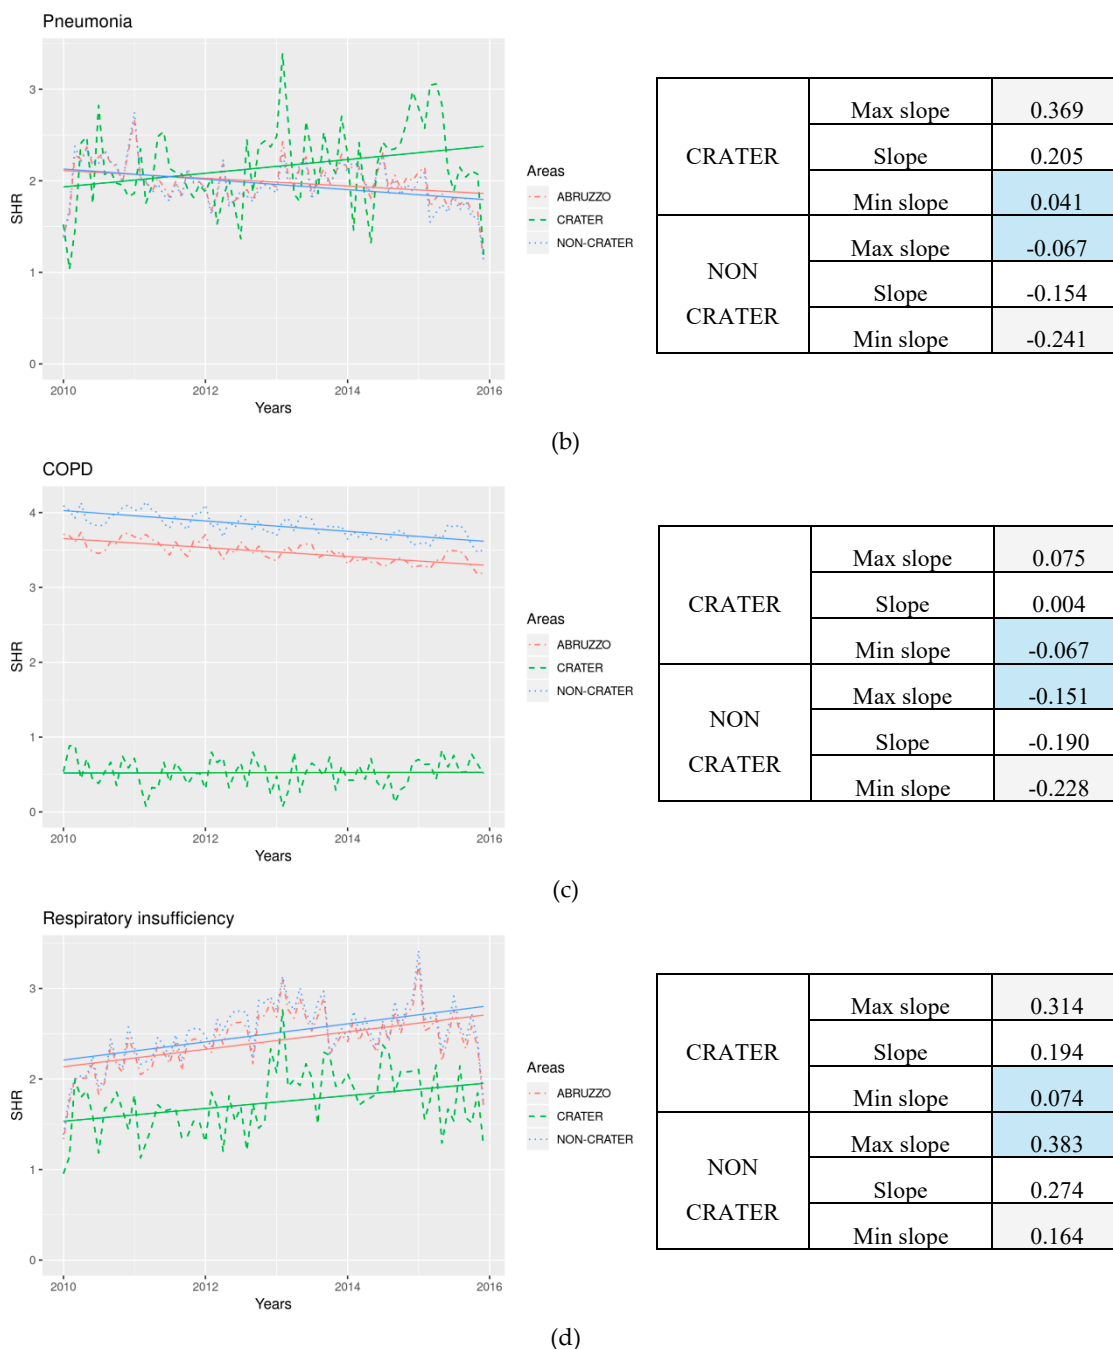 Pneumonia
3
2
1
0
SHR
2010 2012 2014 2016
Years
Areas
ABRUZZO
CRATER
NON-CRATER
CRATER
Max slope 0.369
Slope 0.205
Min slope 0.041
NON
CRATER
Max slope -0.067
Slope -0.154
Min slope -0.241
(b)
COPD
4
3
2
1
0
SHR
2010 2012 2014 2016
Years
Areas
ABRUZZO
CRATER
NON-CRATER
CRATER
Max slope 0.075
Slope 0.004
Min slope -0.067
NON
CRATER
Max slope -0.151
Slope -0.190
Min slope -0.228
(c)
Respiratory insufficiency
3
2
1
0
SHR
2010 2012 2014 2016
Years
Areas
ABRUZZO
CRATER
NON-CRATER
CRATER
Max slope 0.314
Slope 0.194
Min slope 0.074
NON
CRATER
Max slope 0.383
Slope 0.274
Min slope 0.164
(d)